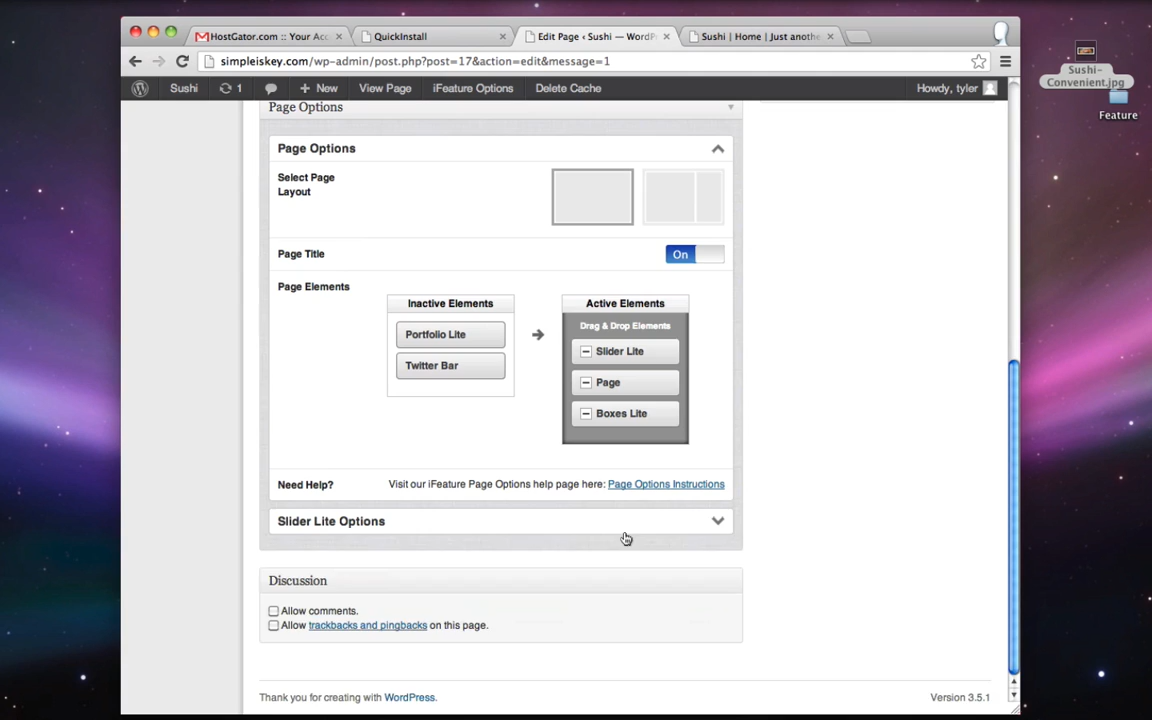 HostGator.com :: Your Acc
QuickInstall
Edit Page ‹ Sushi — WordPr
Sushi | Home | Just anothe
simpleiskey.com/wp-admin/post.php?post=17&action=edit&message=1
Sushi
1
+ New
View Page
iFeature Options
Delete Cache
Howdy, tyler
Sushi-
Convenient.jpg
Feature
Page Options
Page Options
Select Page
Layout
Page Title
On
Page Elements
Inactive Elements
Active Elements
Drag & Drop Elements
Portfolio Lite
Slider Lite
Twitter Bar
Page
Boxes Lite
Need Help?
Visit our iFeature Page Options help page here: Page Options Instructions
Slider Lite Options
Discussion
Allow comments.
Allow trackbacks and pingbacks on this page.
Thank you for creating with WordPress.
Version 3.5.1